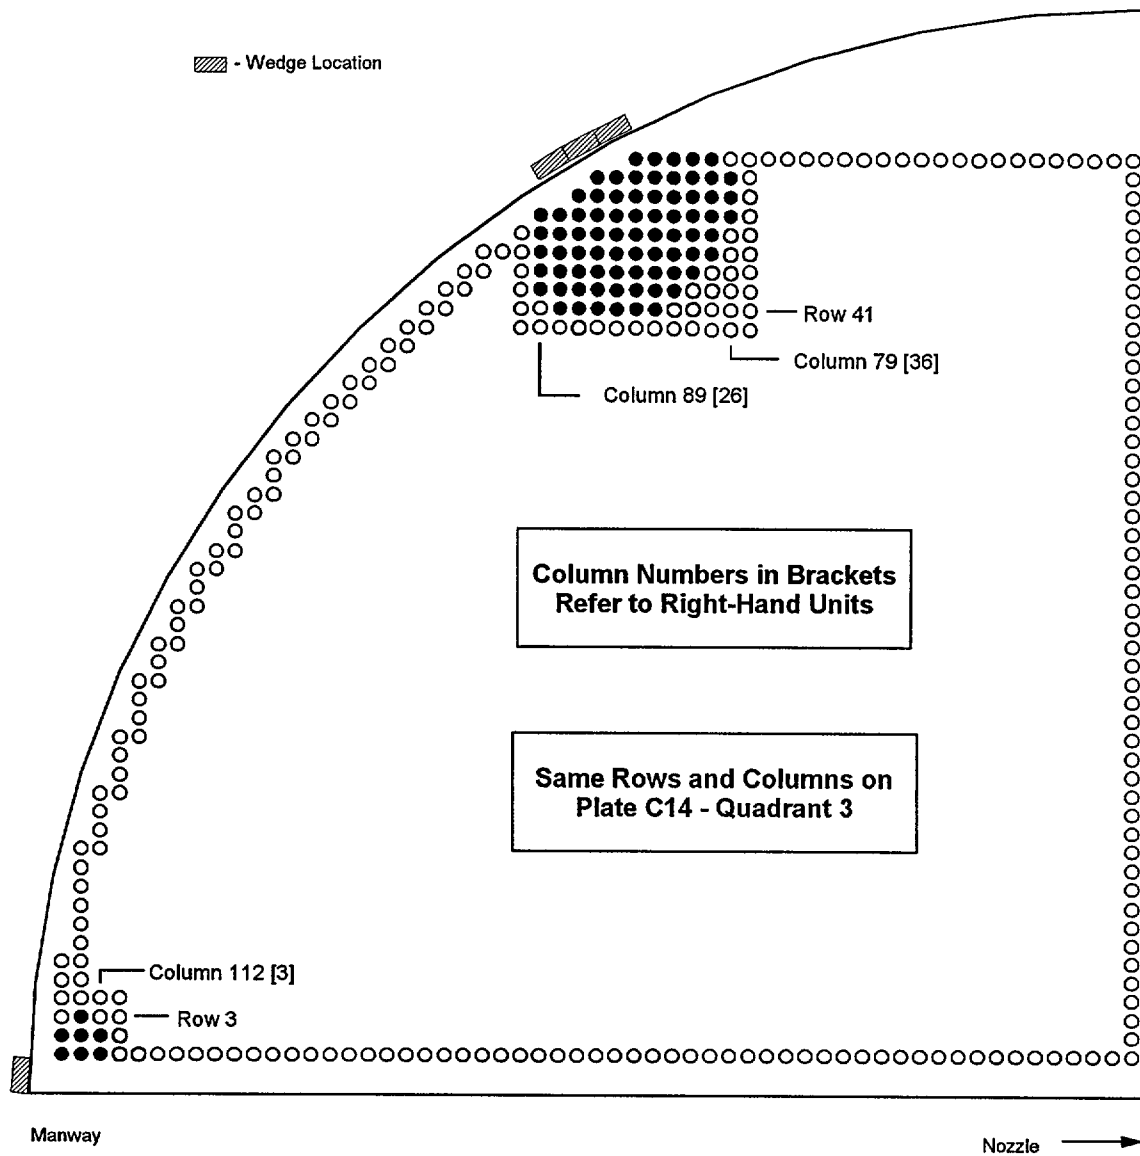 - Wedge Location
Row 41
Column 79 [36]
Column 89 [26]
Column Numbers in Brackets
Refer to Right-Hand Units
Same Rows and Columns on
Plate C14 - Quadrant 3
Column 112 [3]
Row 3
Manway
Nozzle